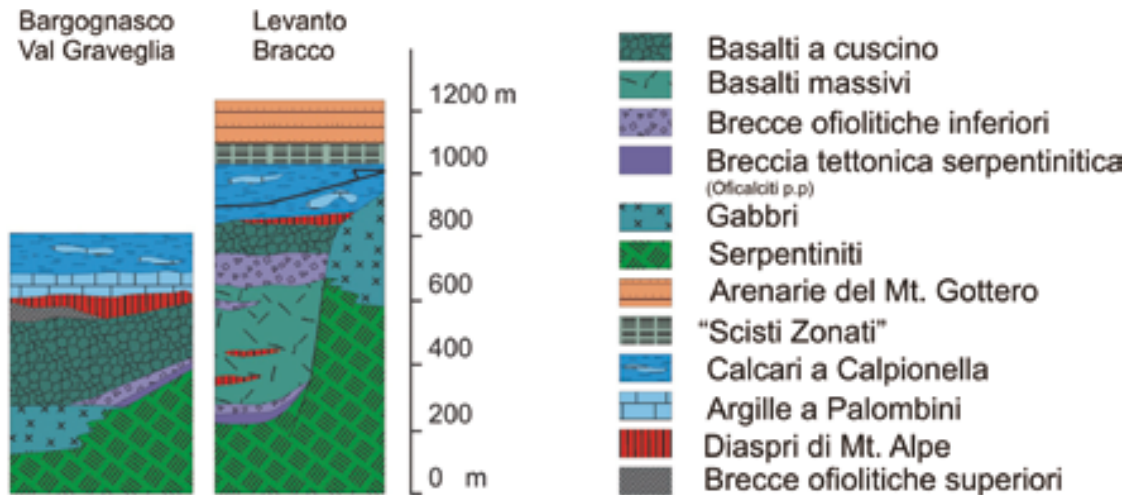 Bargognasco
Val Graveglia
Levanto
Bracco
1200 m
1000
800
600
400
200
0 m
Basalti a cuscino
Basalti massivi
Brecce ofiolitiche inferiori
Breccia tettonica serpentinitica
(Oficalciti p.p)
Gabbri
Serpentiniti
Arenarie del Mt. Gottero
"Scisti Zonati"
Calcari a Calpionella
Argille a Palombini
Diaspri di Mt. Alpe
Brecce ofiolitiche superiori